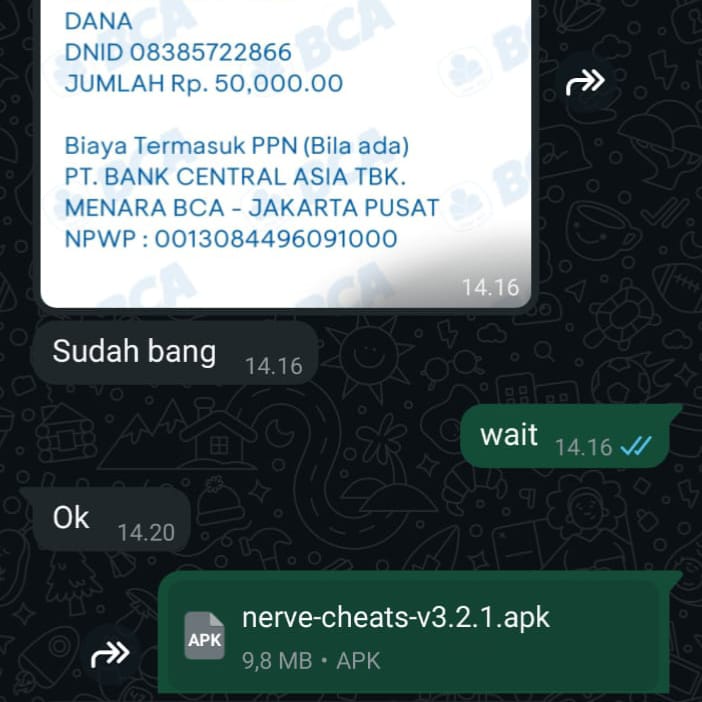 BANK
DANA
DNID 08385722866
JUMLAH Rp. 50,000.00
Biaya Termasuk PPN (Bila ada)
PT. BANK CENTRAL ASIA TBK.
MENARA BCA - JAKARTA PUSAT
NPWP : 0013084496091000
14.16
Sudah bang 14.16
wait 14.16
Ok 14.20
APK
nerve-cheats-v3.2.1.apk
9,8 MB • APK